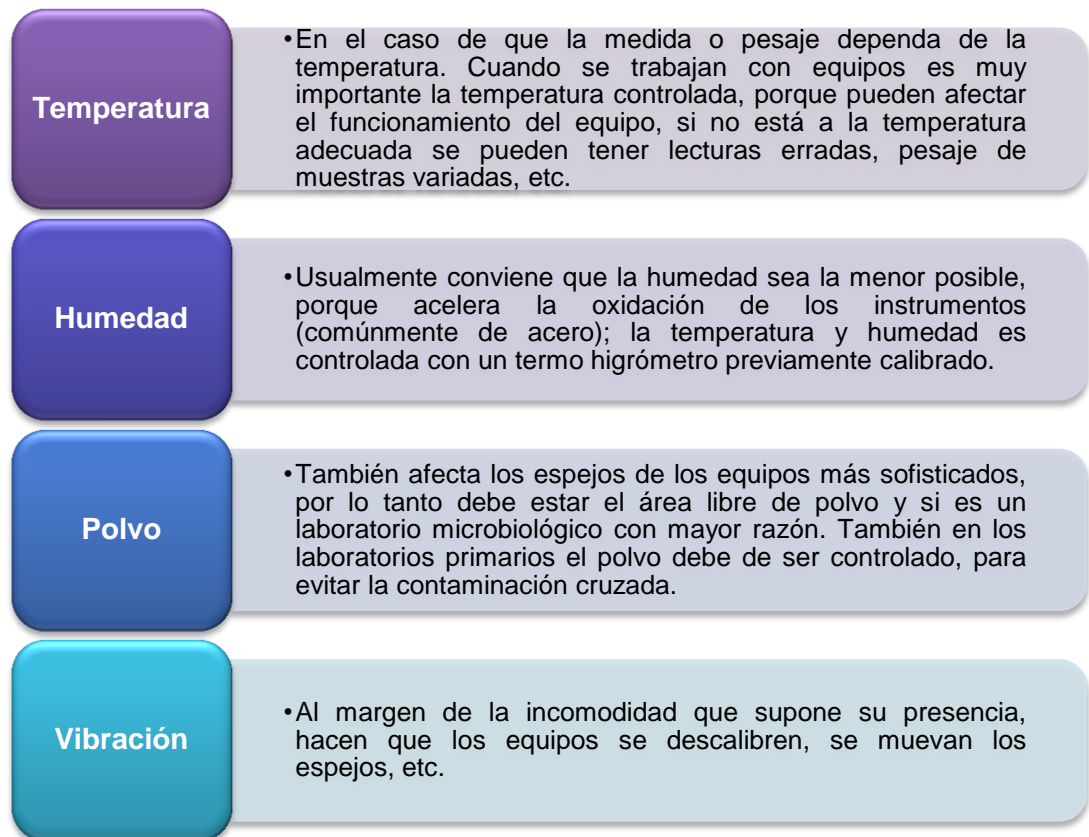 Temperatura
•En el caso de que la medida o pesaje dependa de la
temperatura. Cuando se trabajan con equipos es muy
importante la temperatura controlada, porque pueden afectar
el funcionamiento del equipo, si no está a la temperatura
adecuada se pueden tener lecturas erradas, pesaje de
muestras variadas, etc.
Humedad
•Usualmente conviene que la humedad sea la menor posible,
porque acelera la oxidación de los instrumentos
(comúnmente de acero); la temperatura y humedad es
controlada con un termo higrómetro previamente calibrado.
Polvo
•También afecta los espejos de los equipos más sofisticados,
por lo tanto debe estar el área libre de polvo y si es un
laboratorio microbiológico con mayor razón. También en los
laboratorios primarios el polvo debe de ser controlado, para
evitar la contaminación cruzada.
Vibración
•Al margen de la incomodidad que supone su presencia,
hacen que los equipos se descalibren, se muevan los
espejos, etc.